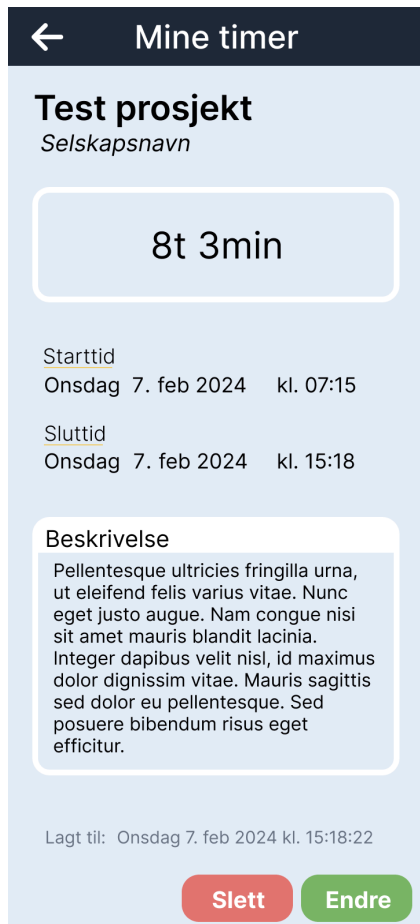 Mine timer
Test prosjekt
Selskapsnavn
8t 3min
Starttid
Onsdag 7. feb 2024 kl. 07:15
Sluttid
Onsdag 7. feb 2024 kl. 15:18
Beskrivelse
Pellentesque ultricies fringilla urna,
ut eleifend felis varius vitae. Nunc
eget justo augue. Nam congue nisi
sit amet mauris blandit lacinia.
Integer dapibus velit nisl, id maximus
dolor dignissim vitae. Mauris sagittis
sed dolor eu pellentesque. Sed
posuere bibendum risus eget
efficitur.
Lagt til: Onsdag 7. feb 2024 kl. 15:18:22
Slett Endre